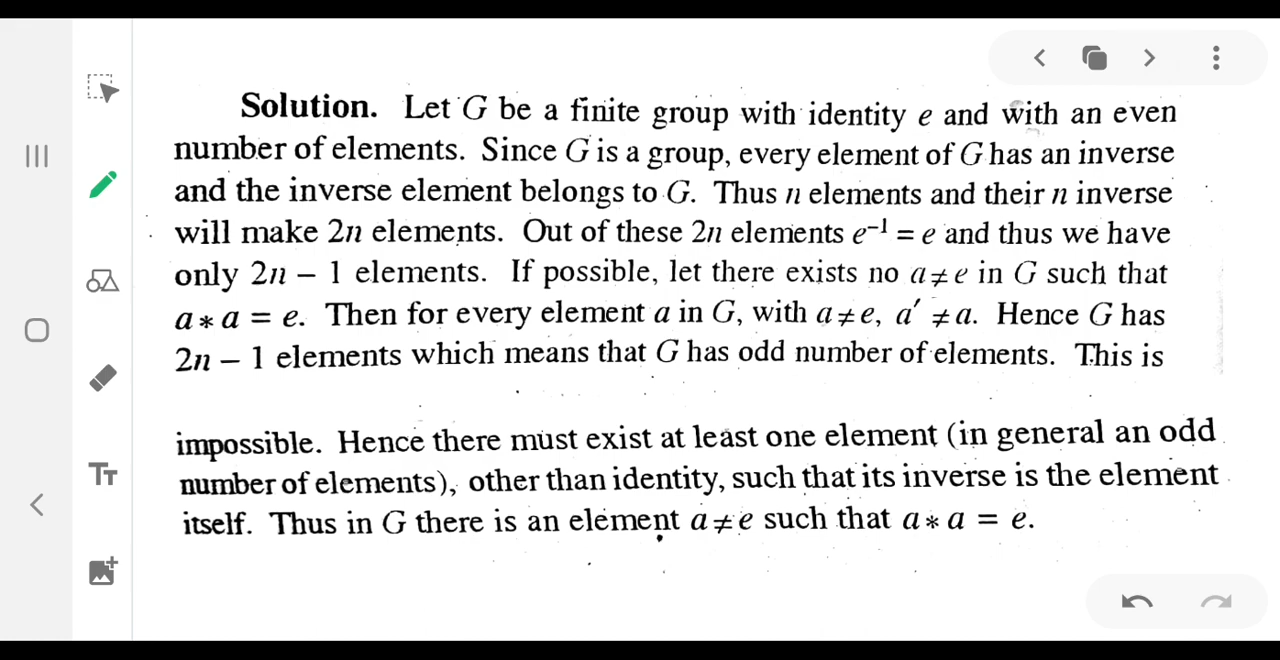 Solution. Let G be a finite group with identity e and with an even
number of elements. Since G is a group, every element of G has an inverse
and the inverse element belongs to G. Thus n elements and their n inverse
will make 2n elements. Out of these 2n elements e⁻¹ = e and thus we have
only 2n – 1 elements. If possible, let there exists no a ≠ e in G such that
a * a = e. Then for every element a in G, with a ≠ e, a′ ≠ a. Hence G has
2n – 1 elements which means that G has odd number of elements. This is
impossible. Hence there must exist at least one element (in general an odd
number of elements), other than identity, such that its inverse is the element
itself. Thus in G there is an element a ≠ e such that a * a = e.
TT